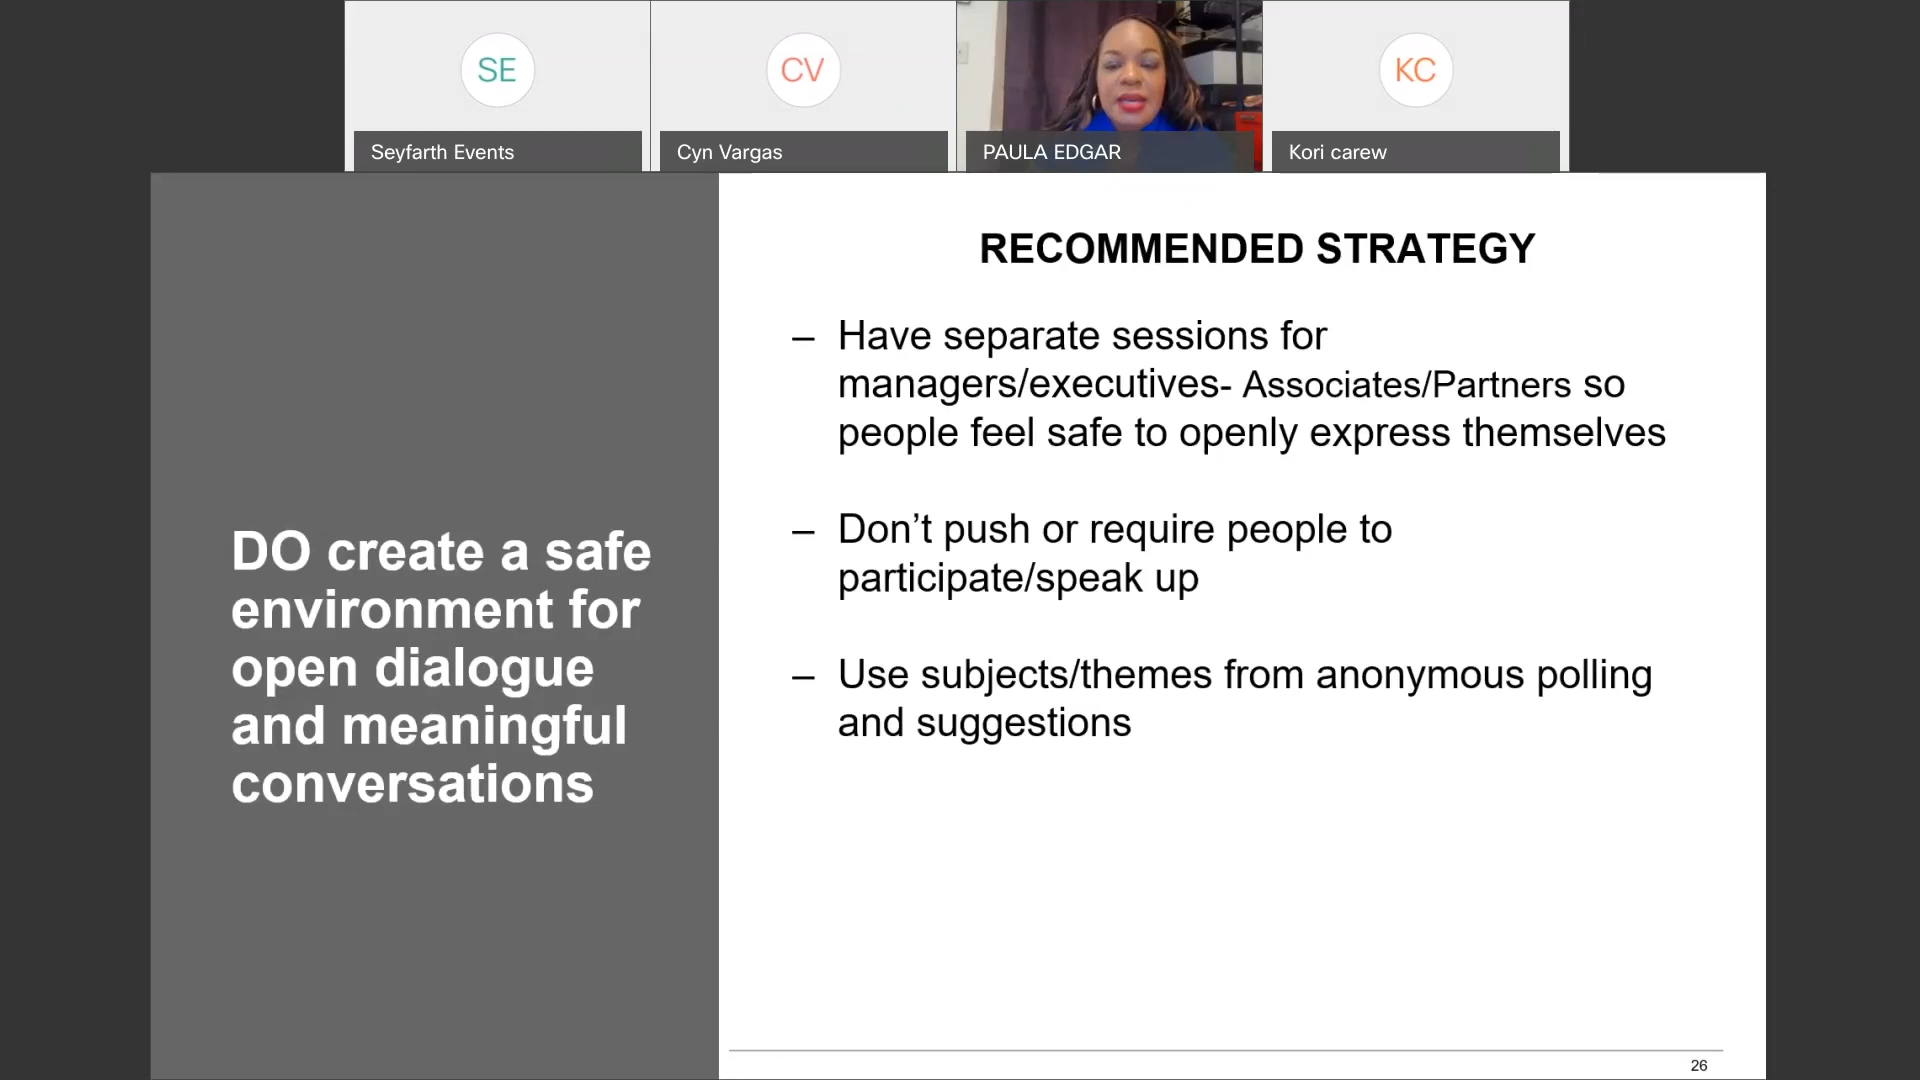 SE
CV
KC
Seyfarth Events
Cyn Vargas
PAULA EDGAR
Kori carew
DO create a safe
environment for
open dialogue
and meaningful
conversations
RECOMMENDED STRATEGY
– Have separate sessions for
managers/executives- Associates/Partners so
people feel safe to openly express themselves
– Don’t push or require people to
participate/speak up
– Use subjects/themes from anonymous polling
and suggestions
26